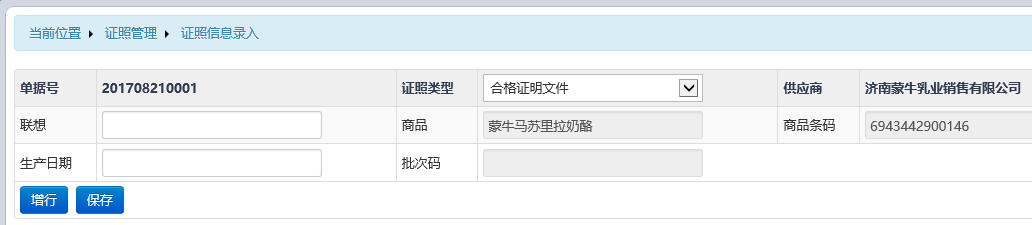 当前位置 证照管理 证照信息录入
单据号 201708210001 证照类型 合格证明文件 供应商 济南蒙牛乳业销售有限公司
联想 商品 蒙牛马苏里拉奶酪 商品条码 6943442900146
生产日期 批次码
增行 保存